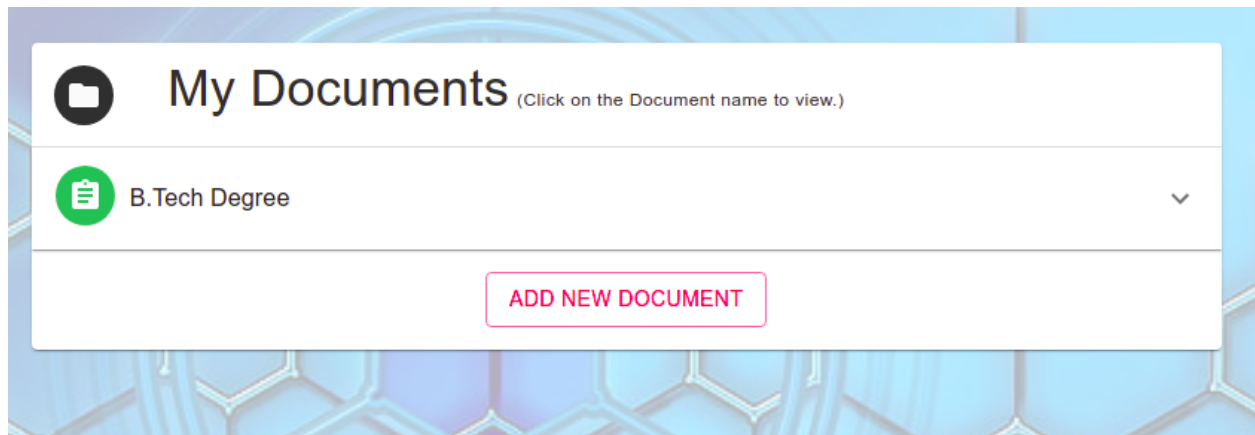 My Documents (Click on the Document name to view.)
B.Tech Degree
ADD NEW DOCUMENT